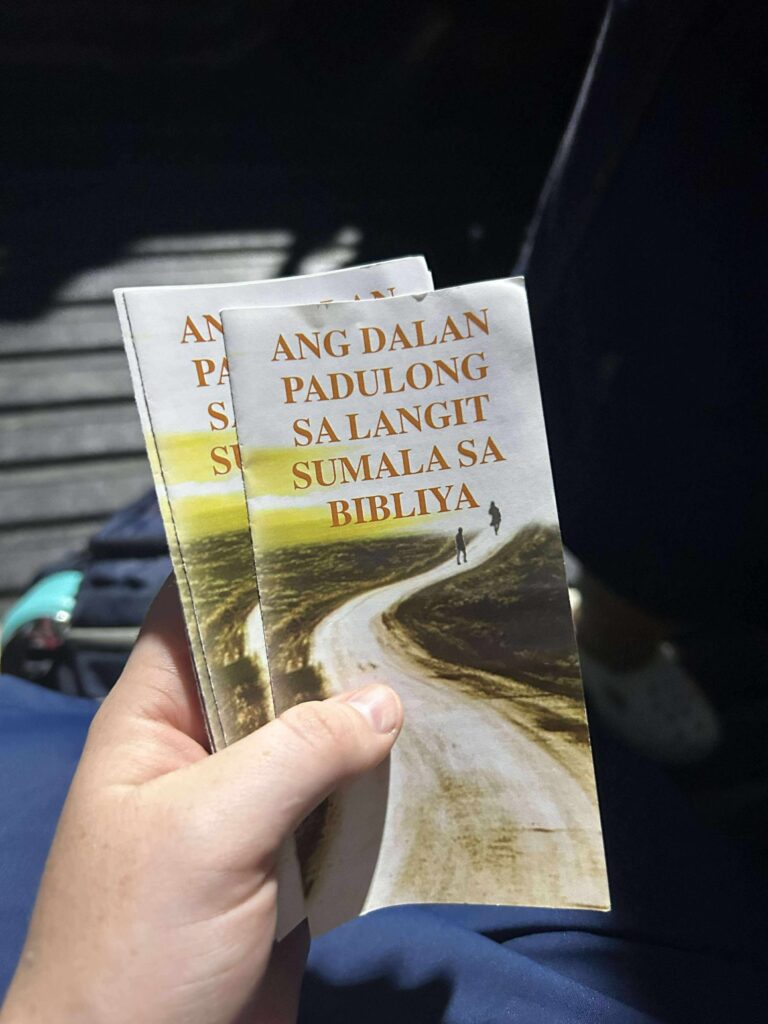 ANG DALAN
PADULONG
SA LANGIT
SUMALA SA
BIBLIYA